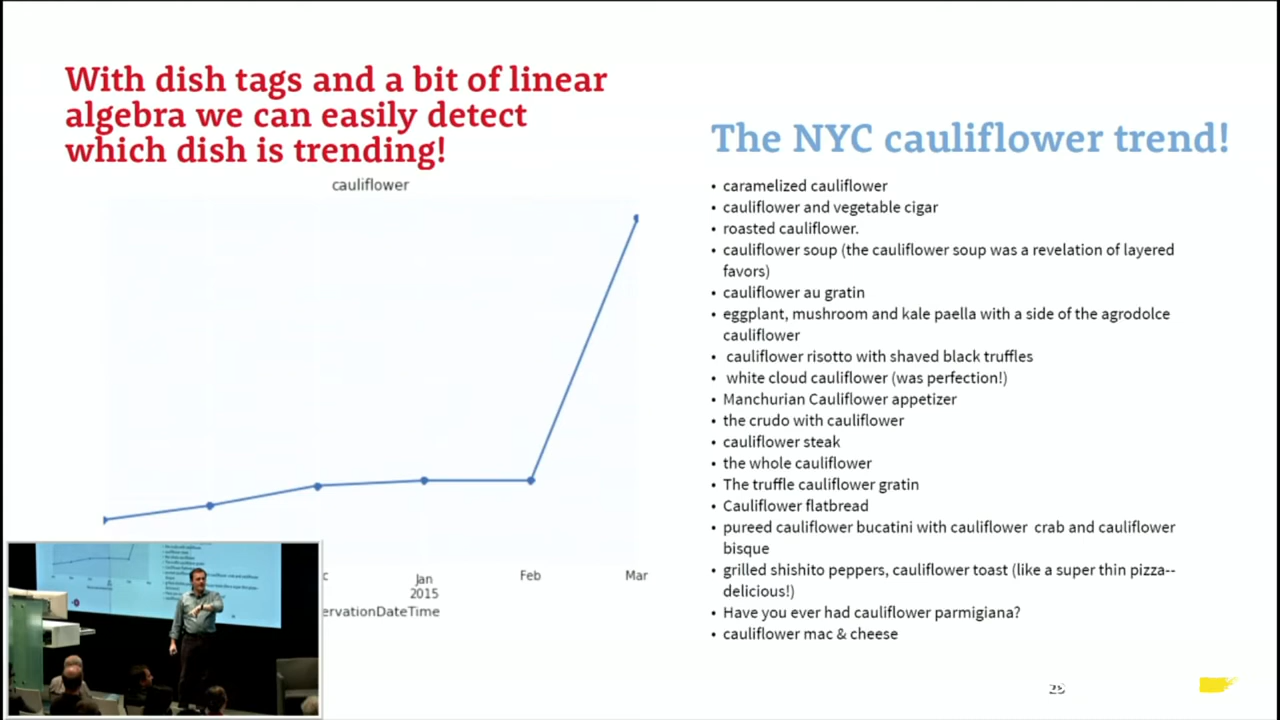 With dish tags and a bit of linear
algebra we can easily detect
which dish is trending!
cauliflower
Jan
2015
Feb
Mar
ervationDateTime
The NYC cauliflower trend!
• caramelized cauliflower
• cauliflower and vegetable cigar
• roasted cauliflower.
• cauliflower soup (the cauliflower soup was a revelation of layered
favors)
• cauliflower au gratin
• eggplant, mushroom and kale paella with a side of the agrodolce
cauliflower
• cauliflower risotto with shaved black truffles
• white cloud cauliflower (was perfection!)
• Manchurian Cauliflower appetizer
• the crudo with cauliflower
• cauliflower steak
• the whole cauliflower
• The truffle cauliflower gratin
• Cauliflower flatbread
• pureed cauliflower bucatini with cauliflower crab and cauliflower
bisque
• grilled shishito peppers, cauliflower toast (like a super thin pizza--
delicious!)
• Have you ever had cauliflower parmigiana?
• cauliflower mac & cheese